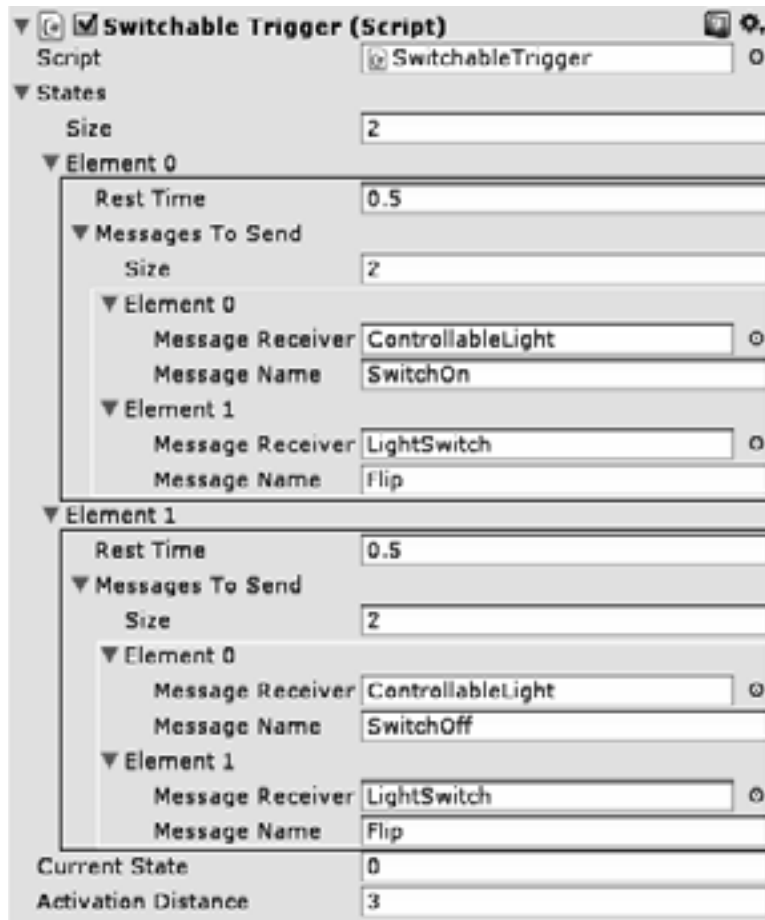 Switchable Trigger (Script)
Script SwitchableTrigger
States
Size 2
Element 0
Rest Time 0.5
Messages To Send
Size 2
Element 0
Message Receiver ControllableLight
Message Name SwitchOn
Element 1
Message Receiver LightSwitch
Message Name Flip
Element 1
Rest Time 0.5
Messages To Send
Size 2
Element 0
Message Receiver ControllableLight
Message Name SwitchOff
Element 1
Message Receiver LightSwitch
Message Name Flip
Current State 0
Activation Distance 3